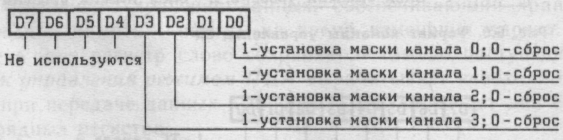 D7 D6 D5 D4 D3 D2 D1 D0
Не используются
1-установка маски канала 0; 0-сброс
1-установка маски канала 1; 0-сброс
1-установка маски канала 2; 0-сброс
1-установка маски канала 3; 0-сброс